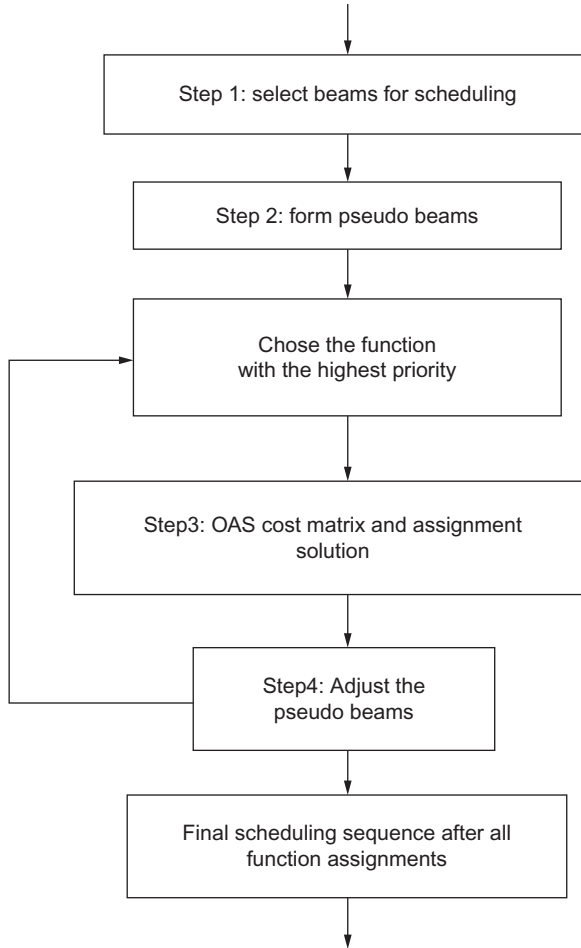 Step 1: select beams for scheduling
Step 2: form pseudo beams
Chose the function
with the highest priority
Step3: OAS cost matrix and assignment
solution
Step4: Adjust the
pseudo beams
Final scheduling sequence after all
function assignments